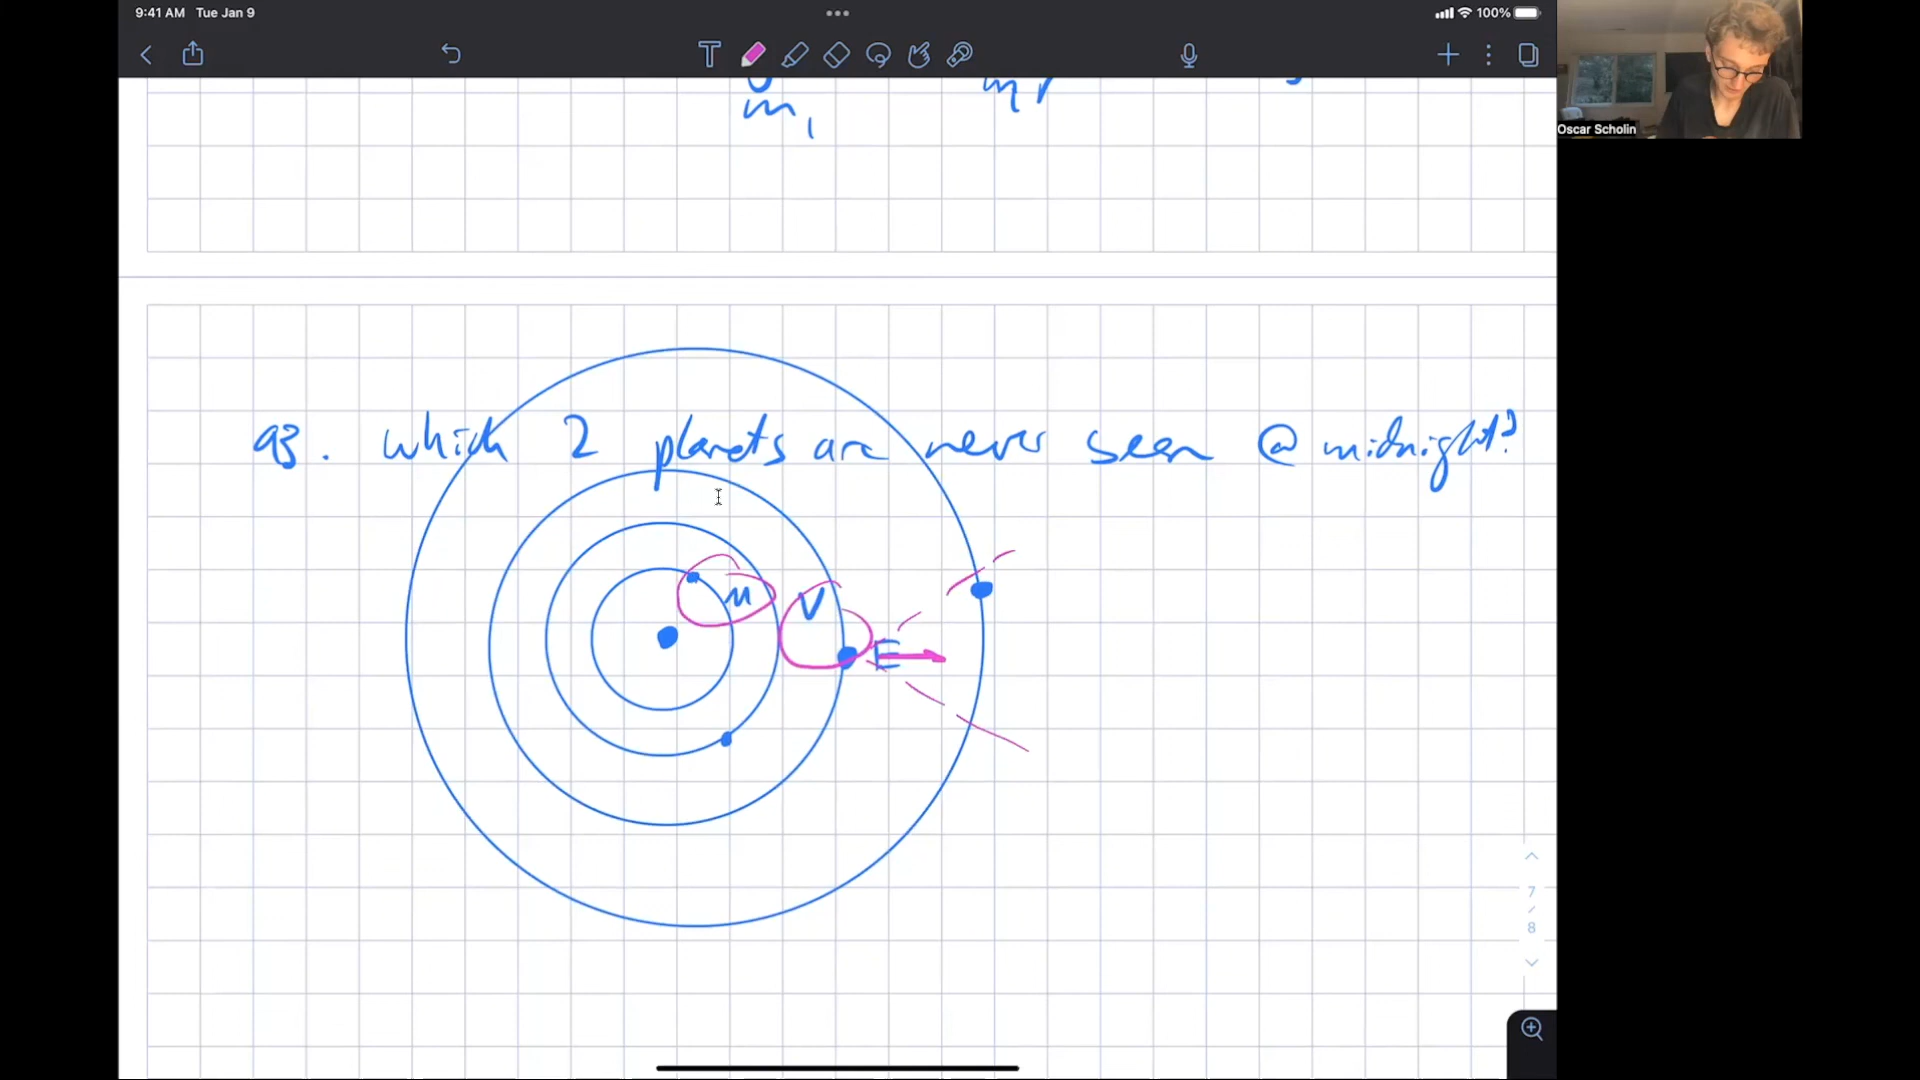 9:41 AM Tue Jan 9
100%
Oscar Scholin
m1
q3. Which 2 planets are never seen @ midnight?
M
V
E
7
/
8